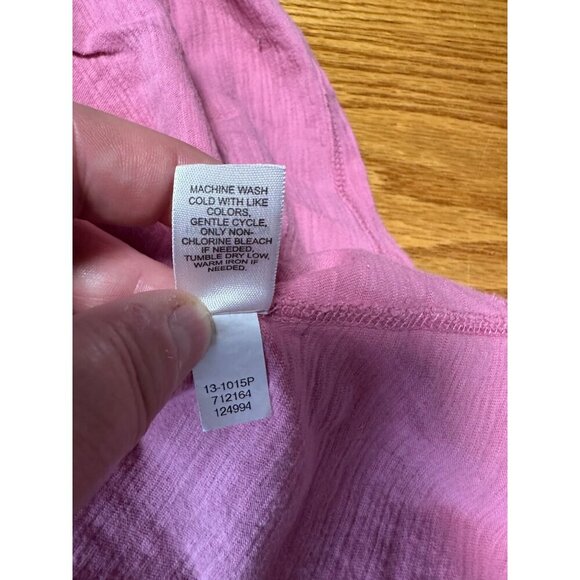 MACHINE WASH
COLD WITH LIKE
COLORS,
GENTLE CYCLE,
ONLY NON-
CHLORINE BLEACH
IF NEEDED,
TUMBLE DRY LOW,
WARM IRON IF
NEEDED.
13-1015P
712164
124994